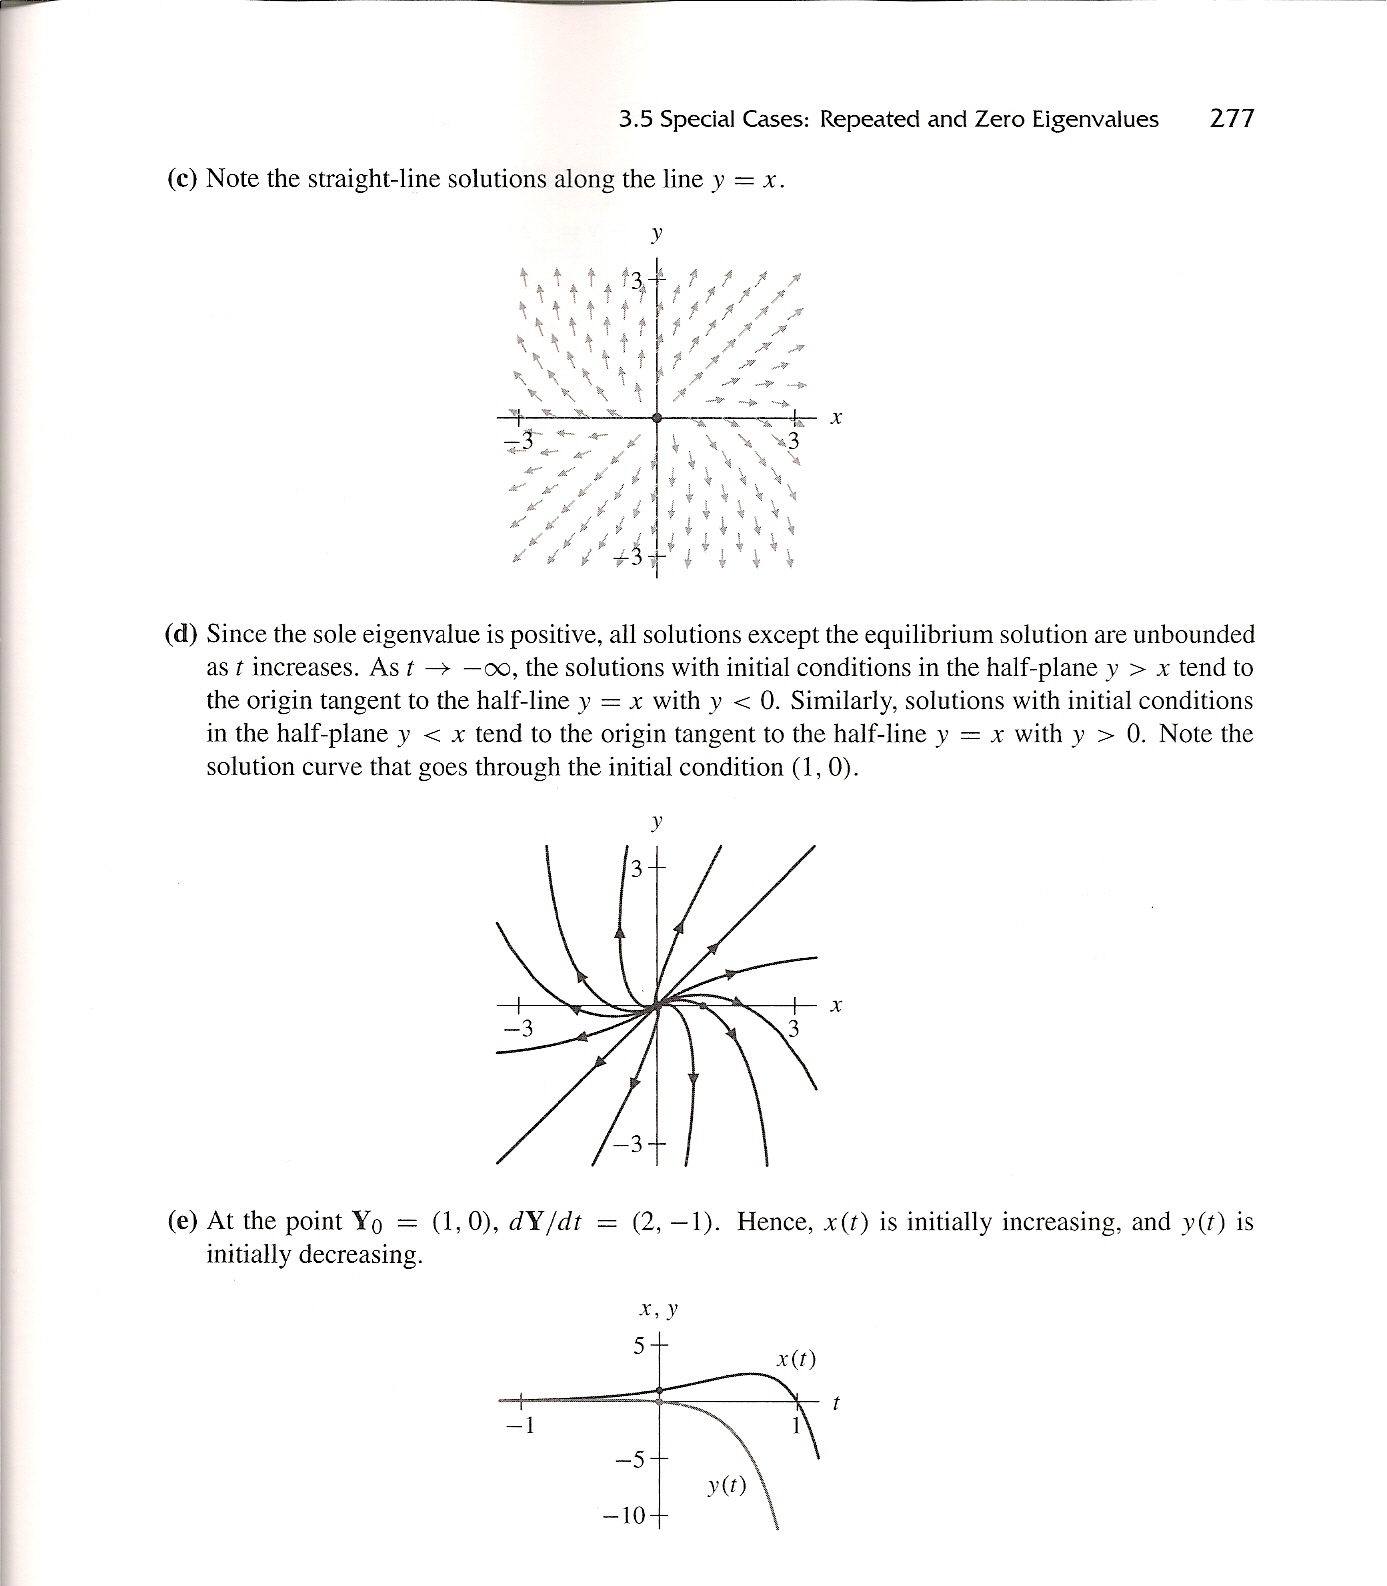 3.5 Special Cases: Repeated and Zero Eigenvalues 277
(c) Note the straight-line solutions along the line y = x.
y
3
x
−3
3
−3
(d) Since the sole eigenvalue is positive, all solutions except the equilibrium solution are unbounded
as t increases. As t → −∞, the solutions with initial conditions in the half-plane y > x tend to
the origin tangent to the half-line y = x with y < 0. Similarly, solutions with initial conditions
in the half-plane y < x tend to the origin tangent to the half-line y = x with y > 0. Note the
solution curve that goes through the initial condition (1, 0).
y
3
x
−3
3
−3
(e) At the point Y₀ = (1, 0), dY/dt = (2, −1). Hence, x(t) is initially increasing, and y(t) is
initially decreasing.
x, y
5
x(t)
t
−1
1
−5
y(t)
−10